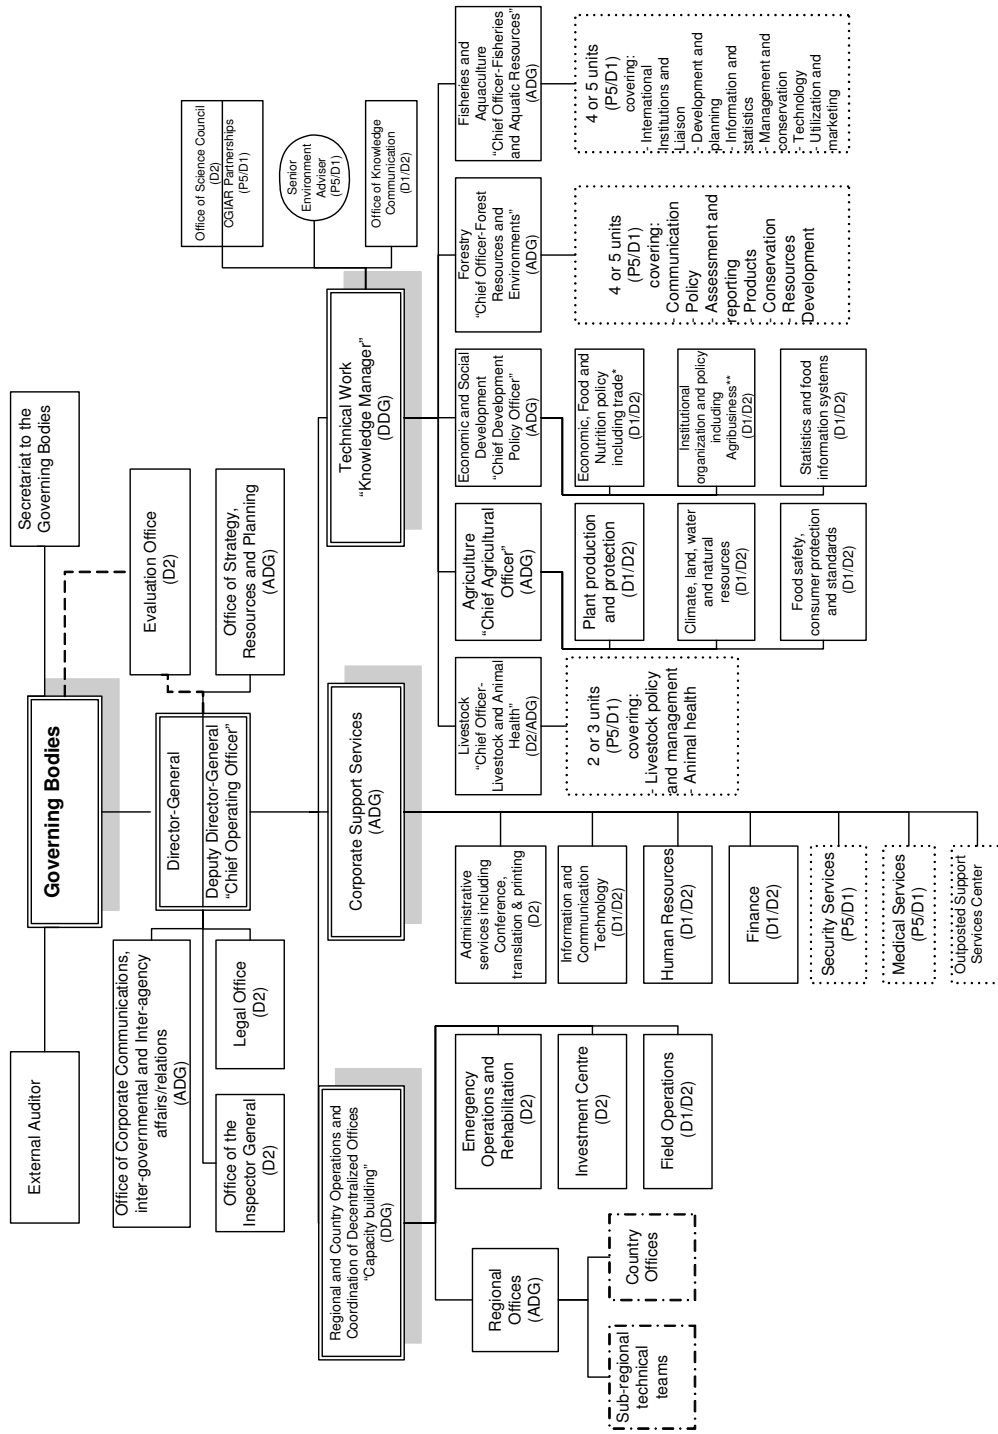 External Auditor
Governing Bodies
Secretariat to the
Governing Bodies
Office of Corporate Communications,
inter-governmental and Inter-agency
affairs/relations
(ADG)
Director-General
Deputy Director-General
“Chief Operating Officer”
Evaluation Office
(D2)
Office of the
Inspector General
(D2)
Legal Office
(D2)
Office of Strategy,
Resources and Planning
(ADG)
Office of Science Council
(D2)
CGIAR Partnerships
(P5/D1)
Senior
Environment
Adviser
(P5/D1)
Office of Knowledge
Communication
(D1/D2)
Regional and Country Operations and
Coordination of Decentralized Offices
“Capacity building”
(DDG)
Corporate Support Services
(ADG)
Technical Work
“Knowledge Manager”
(DDG)
Regional
Offices
(ADG)
Sub-regional
technical
teams
Country
Offices
Emergency
Operations and
Rehabilitation
(D2)
Investment Centre
(D2)
Field Operations
(D1/D2)
Administrative
services including
Conference,
translation & printing
(D2)
Information and
Communication
Technology
(D1/D2)
Human Resources
(D1/D2)
Finance
(D1/D2)
Security Services
(P5/D1)
Medical Services
(P5/D1)
Outposted Support
Services Center
Livestock
“Chief Officer-
Livestock and Animal
Health”
(D2/ADG)
2 or 3 units
(P5/D1)
covering:
- Livestock policy
and management
- Animal health
Agriculture
“Chief Agricultural
Officer”
(ADG)
Plant production
and protection
(D1/D2)
Climate, land, water
and natural
resources
(D1/D2)
Food safety,
consumer protection
and standards
(D1/D2)
Economic and Social
Development
“Chief Development
Policy Officer”
(ADG)
Economic, Food and
Nutrition policy
including trade*
(D1/D2)
Institutional
organization and policy
including
Agribusiness**
(D1/D2)
Statistics and food
information systems
(D1/D2)
Forestry
“Chief Officer-Forest
Resources and
Environments”
(ADG)
4 or 5 units
(P5/D1)
covering:
- Communication
- Policy
- Assessment and
reporting
- Products
- Conservation
- Resources
Development
Fisheries and
Aquaculture
“Chief Officer-Fisheries
and Aquatic Resources”
(ADG)
4 or 5 units
(P5/D1)
covering:
- International
Institutions and
Liaison
- Development and
planning
- Information and
statistics
- Management and
conservation
- Technology
- Utilization and
marketing